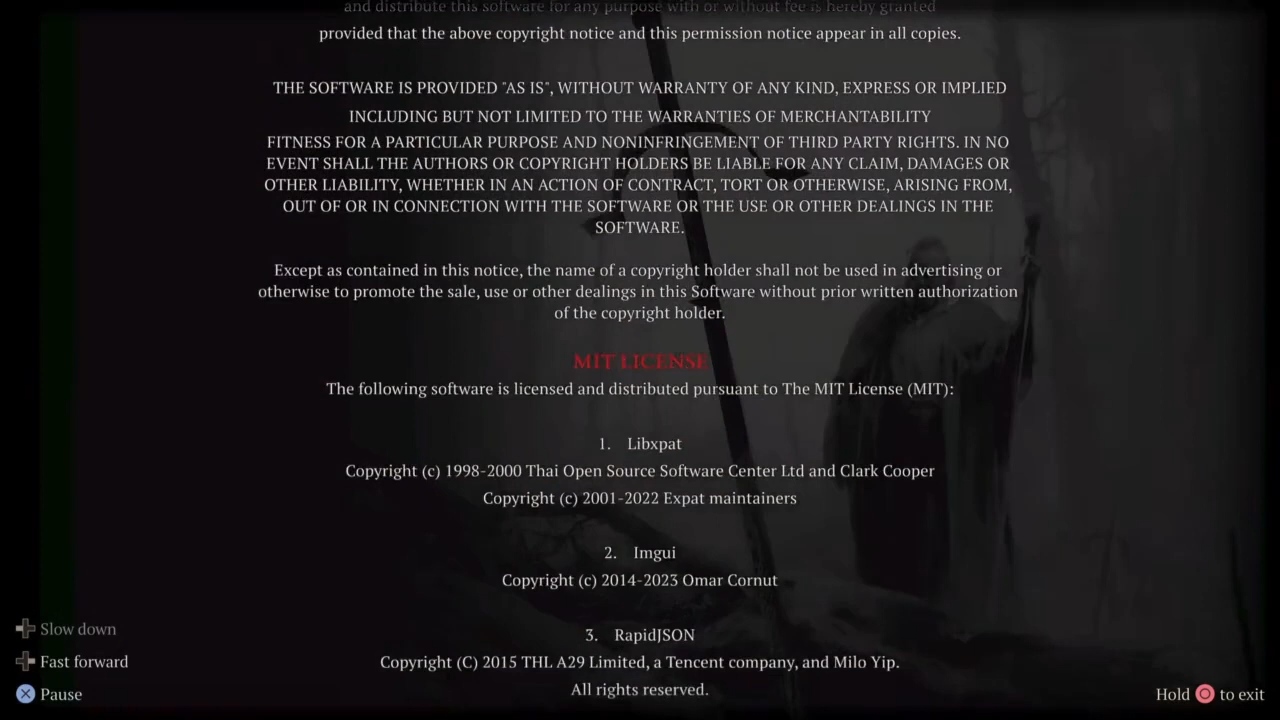 and distribute this software for any purpose with or without fee is hereby granted
provided that the above copyright notice and this permission notice appear in all copies.
THE SOFTWARE IS PROVIDED "AS IS", WITHOUT WARRANTY OF ANY KIND, EXPRESS OR IMPLIED
INCLUDING BUT NOT LIMITED TO THE WARRANTIES OF MERCHANTABILITY
FITNESS FOR A PARTICULAR PURPOSE AND NONINFRINGEMENT OF THIRD PARTY RIGHTS. IN NO
EVENT SHALL THE AUTHORS OR COPYRIGHT HOLDERS BE LIABLE FOR ANY CLAIM, DAMAGES OR
OTHER LIABILITY, WHETHER IN AN ACTION OF CONTRACT, TORT OR OTHERWISE, ARISING FROM,
OUT OF OR IN CONNECTION WITH THE SOFTWARE OR THE USE OR OTHER DEALINGS IN THE
SOFTWARE.
Except as contained in this notice, the name of a copyright holder shall not be used in advertising or
otherwise to promote the sale, use or other dealings in this Software without prior written authorization
of the copyright holder.
MIT LICENSE
The following software is licensed and distributed pursuant to The MIT License (MIT):
1. Libxpat
Copyright (c) 1998-2000 Thai Open Source Software Center Ltd and Clark Cooper
Copyright (c) 2001-2022 Expat maintainers
2. Imgui
Copyright (c) 2014-2023 Omar Cornut
3. RapidJSON
Copyright (C) 2015 THL A29 Limited, a Tencent company, and Milo Yip.
All rights reserved.
Slow down
Fast forward
Pause
Hold to exit